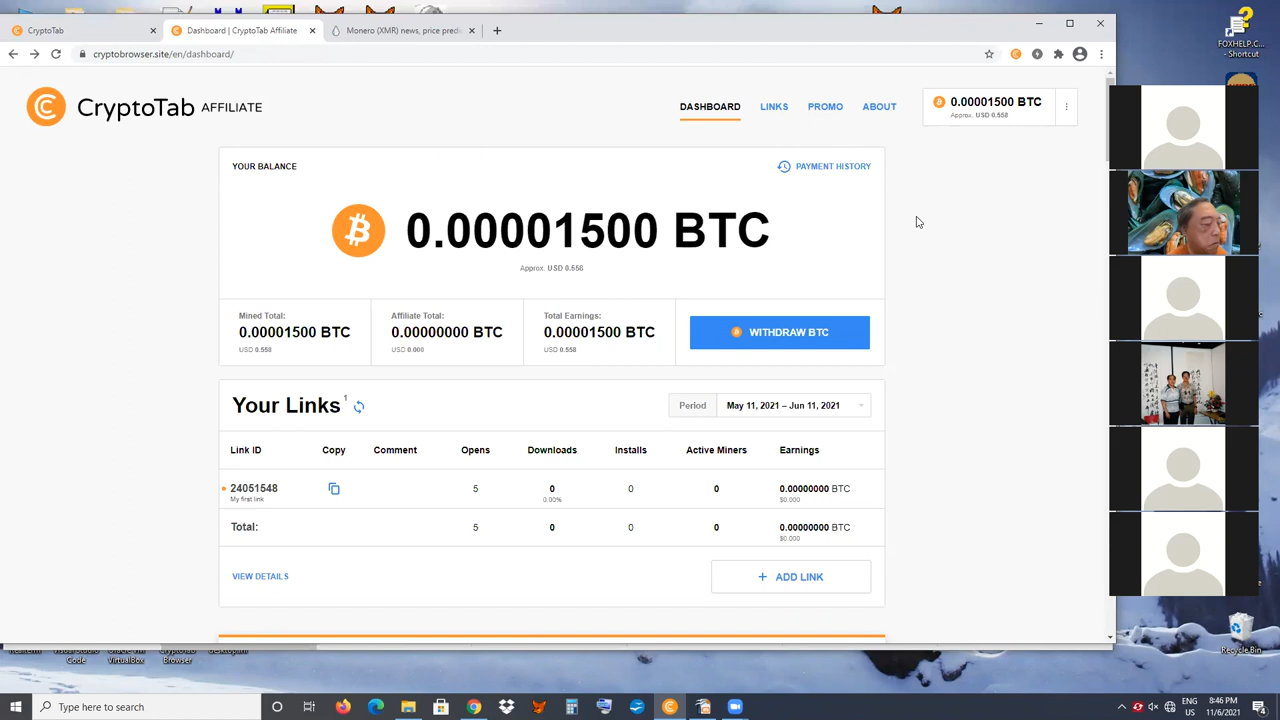 CryptoTab
Dashboard | CryptoTab Affiliate
Monero (XMR) news, price predi
cryptobrowser.site/en/dashboard/
FOXHELP.C...
- Shortcut
CryptoTab AFFILIATE
DASHBOARD
LINKS
PROMO
ABOUT
0.00001500 BTC
Approx. USD 0.558
YOUR BALANCE
PAYMENT HISTORY
0.00001500 BTC
Approx. USD 0.558
Mined Total:
0.00001500 BTC
USD 0.558
Affiliate Total:
0.00000000 BTC
USD 0.000
Total Earnings:
0.00001500 BTC
USD 0.558
WITHDRAW BTC
Your Links 1
Period May 11, 2021 – Jun 11, 2021
Link ID Copy Comment Opens Downloads Installs Active Miners Earnings
24051548 5 0 0 0 0.00000000 BTC
My first link 0.00% $0.000
Total: 5 0 0 0 0.00000000 BTC
$0.000
VIEW DETAILS
+ ADD LINK
Code
Virtualbox
Browser
Recycle Bin
Type here to search
ENG
US
8:46 PM
11/6/2021
4